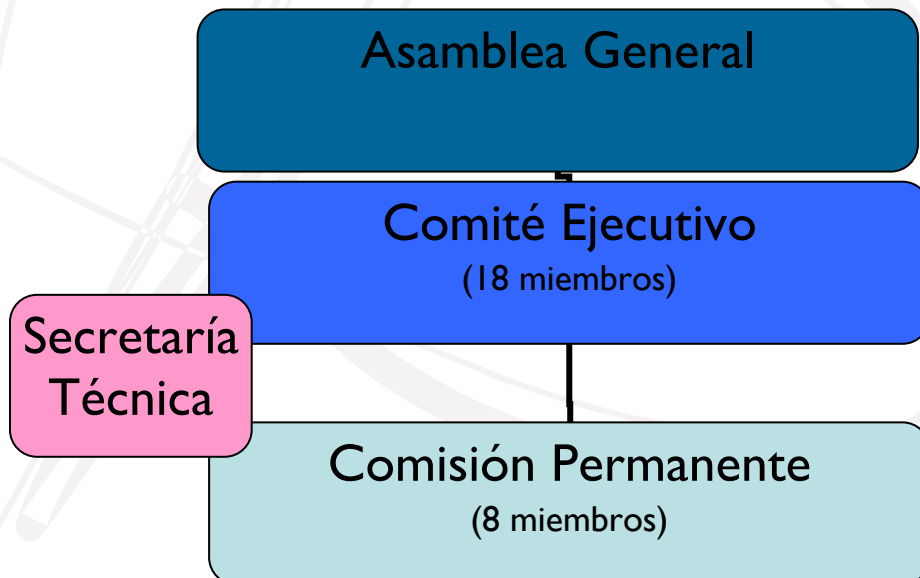 Asamblea General
Comité Ejecutivo
(18 miembros)
Secretaría
Técnica
Comisión Permanente
(8 miembros)